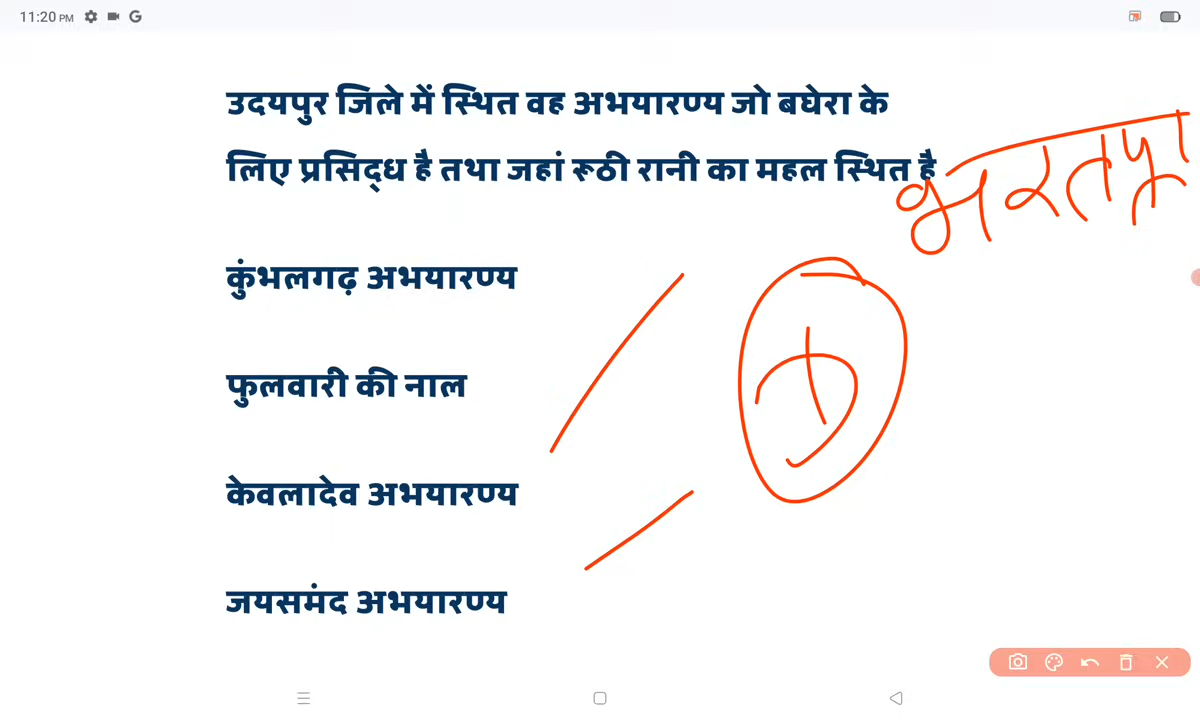 11:20 PM
उदयपुर जिले में स्थित वह अभयारण्य जो बघेरा के
लिए प्रसिद्ध है तथा जहां रूठी रानी का महल स्थित है
भरतपुर
कुंभलगढ़ अभयारण्य
फुलवारी की नाल
केवलादेव अभयारण्य
जयसमंद अभयारण्य